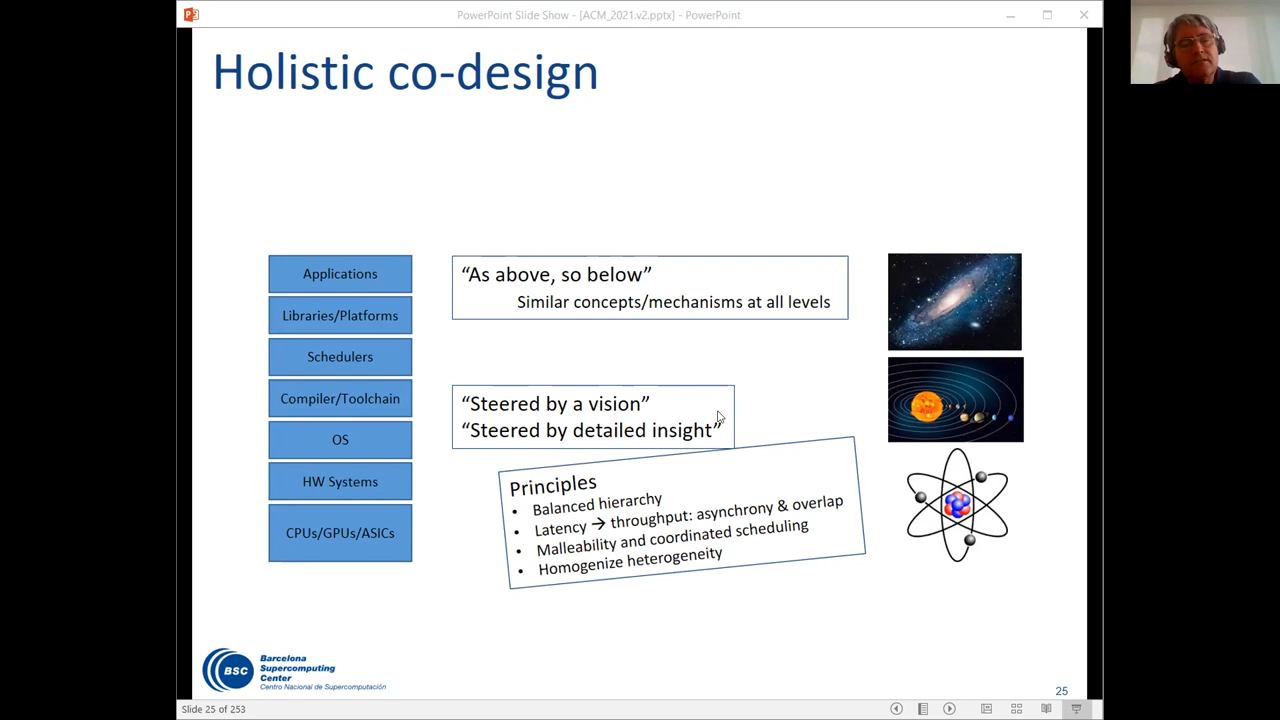 PowerPoint Slide Show - [ACM_2021.v2.pptx] - PowerPoint
Holistic co-design
Applications
Libraries/Platforms
Schedulers
Compiler/Toolchain
OS
HW Systems
CPUs/GPUs/ASICs
“As above, so below”
Similar concepts/mechanisms at all levels
“Steered by a vision”
“Steered by detailed insight”
Principles
• Balanced hierarchy
• Latency → throughput: asynchrony & overlap
• Malleability and coordinated scheduling
• Homogenize heterogeneity
BSC
Barcelona
Supercomputing
Center
Centro Nacional de Supercomputación
25
Slide 25 of 253